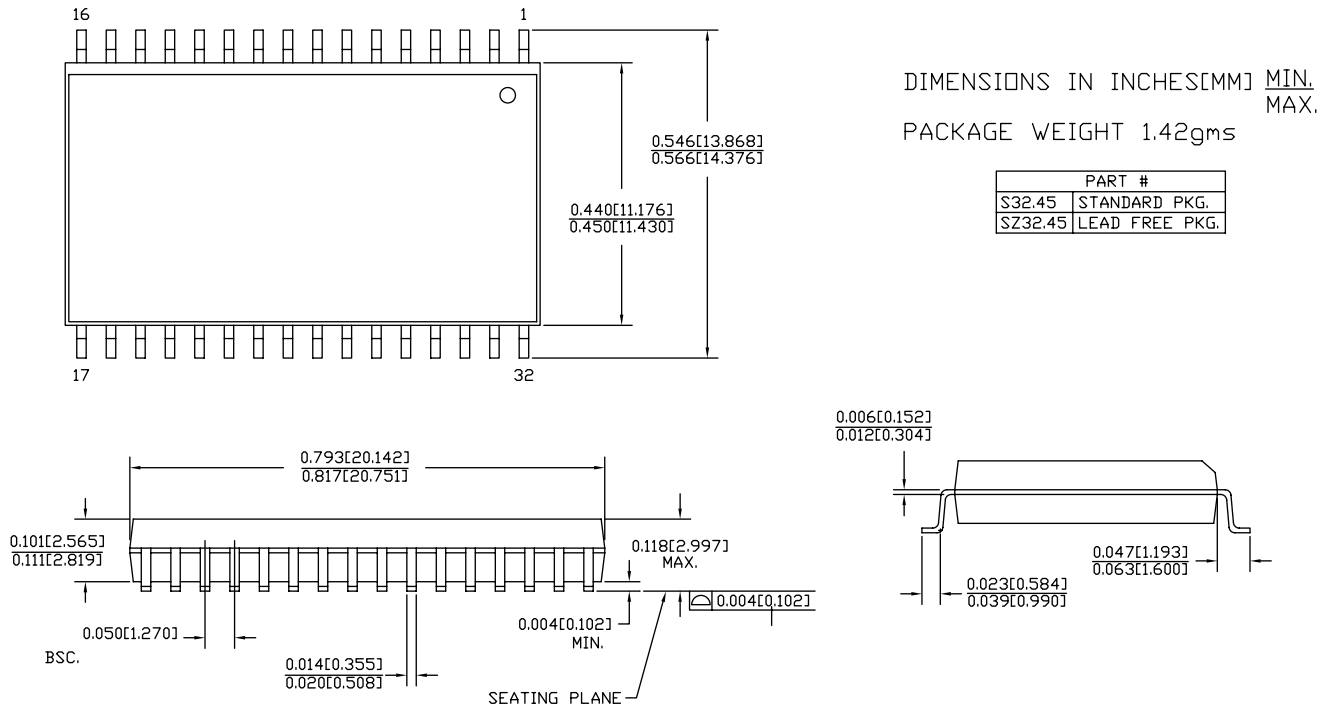 16
1
DIMENSIONS IN INCHES[MM] MIN.
MAX.
PACKAGE WEIGHT 1.42gms
0.546[13.868]
0.566[14.376]
PART #
S32.45 STANDARD PKG.
SZ32.45 LEAD FREE PKG.
0.440[11.176]
0.450[11.430]
17
32
0.006[0.152]
0.012[0.304]
0.793[20.142]
0.817[20.751]
0.101[2.565]
0.111[2.819]
0.118[2.997]
MAX.
0.047[1.193]
0.063[1.600]
0.023[0.584]
0.039[0.990]
0.004[0.102]
0.050[1.270]
BSC.
0.004[0.102]
MIN.
0.014[0.355]
0.020[0.508]
SEATING PLANE